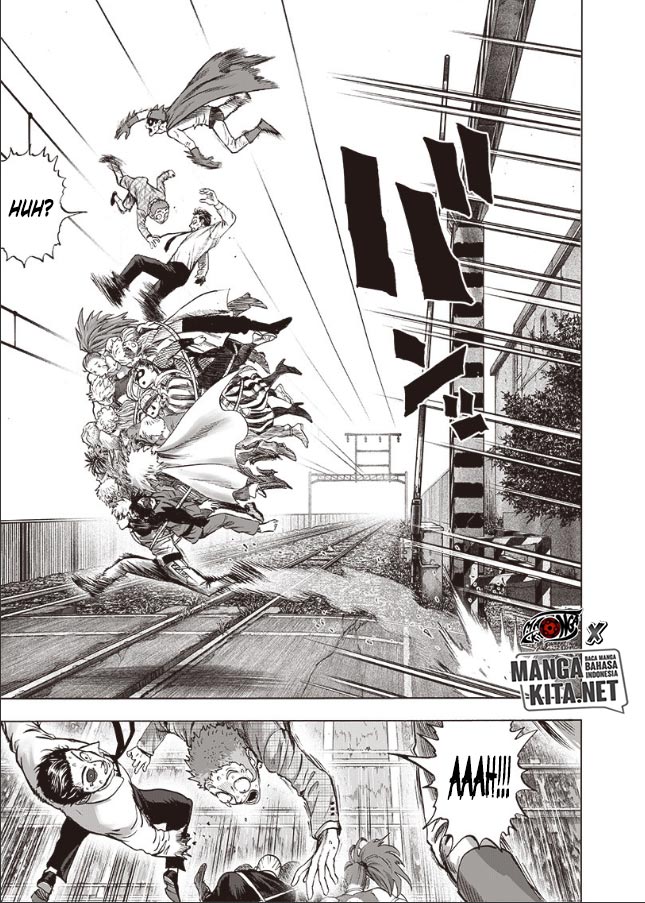 HUH?
バンッ
X
MANGA
BACA MANGA
BAHASA
INDONESIA
-KITA.NET
AAAH!!!